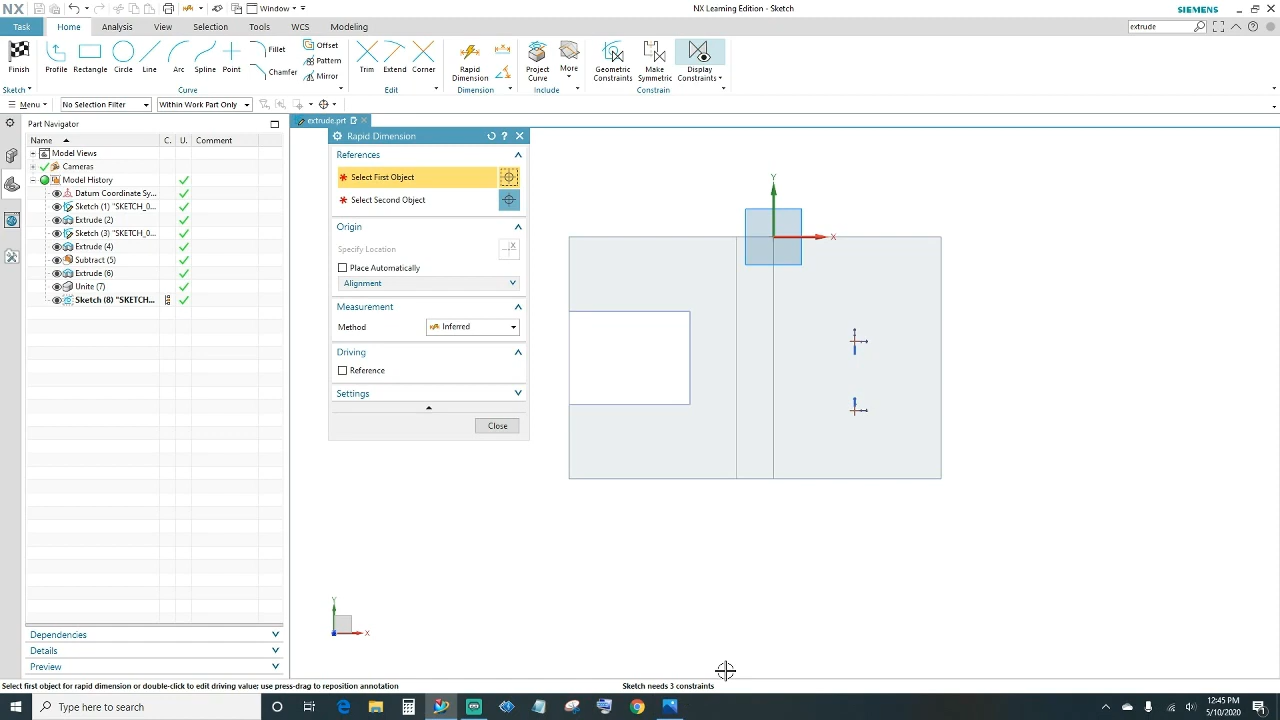 NX
Window
NX Learning Edition - Sketch
SIEMENS
Task
Home
Analysis
View
Selection
Tools
WCS
Modeling
extrude
Finish
Profile
Rectangle
Circle
Line
Arc
Spline
Point
Fillet
Chamfer
Offset
Pattern
Mirror
Trim
Extend
Corner
Rapid
Dimension
Project
Curve
More
Geometric
Constraints
Make
Symmetric
Display
Constraints
Sketch
Curve
Edit
Dimension
Include
Constrain
Menu
No Selection Filter
Within Work Part Only
Part Navigator
extrude.prt
Name
C.
U.
Comment
Model Views
Cameras
Model History
Datum Coordinate Sy...
Sketch (1) "SKETCH_0...
Extrude (2)
Sketch (3) "SKETCH_0...
Extrude (4)
Subtract (5)
Extrude (6)
Unite (7)
Sketch (8) "SKETCH...
Rapid Dimension
References
Select First Object
Select Second Object
Origin
Specify Location
Place Automatically
Alignment
Measurement
Method
Inferred
Driving
Reference
Settings
Close
Y
X
Y
X
Dependencies
Details
Preview
Select first object for rapid dimension or double-click to edit driving value; use press-drag to reposition annotation
Sketch needs 3 constraints
Type here to search
12:45 PM
5/10/2020